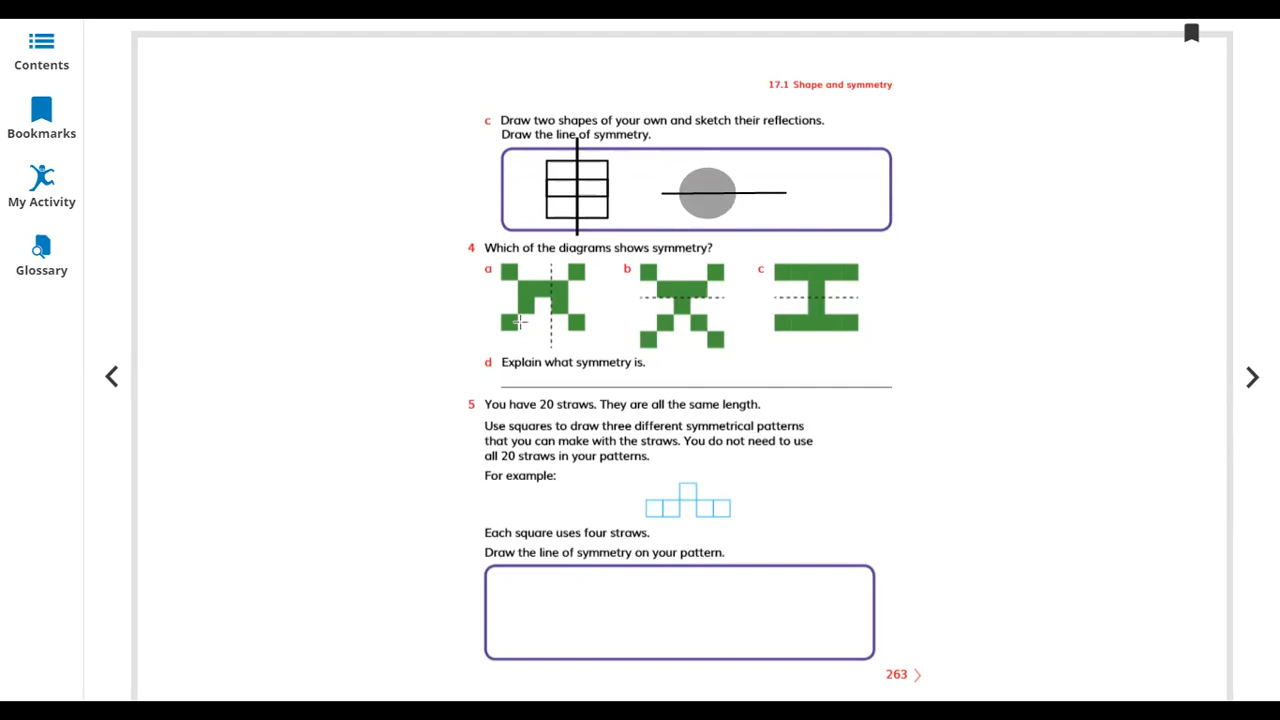 Contents
Bookmarks
My Activity
Glossary
17.1 Shape and symmetry
c Draw two shapes of your own and sketch their reflections.
Draw the line of symmetry.
4 Which of the diagrams shows symmetry?
a b c
d Explain what symmetry is.
5 You have 20 straws. They are all the same length.
Use squares to draw three different symmetrical patterns
that you can make with the straws. You do not need to use
all 20 straws in your patterns.
For example:
Each square uses four straws.
Draw the line of symmetry on your pattern.
263